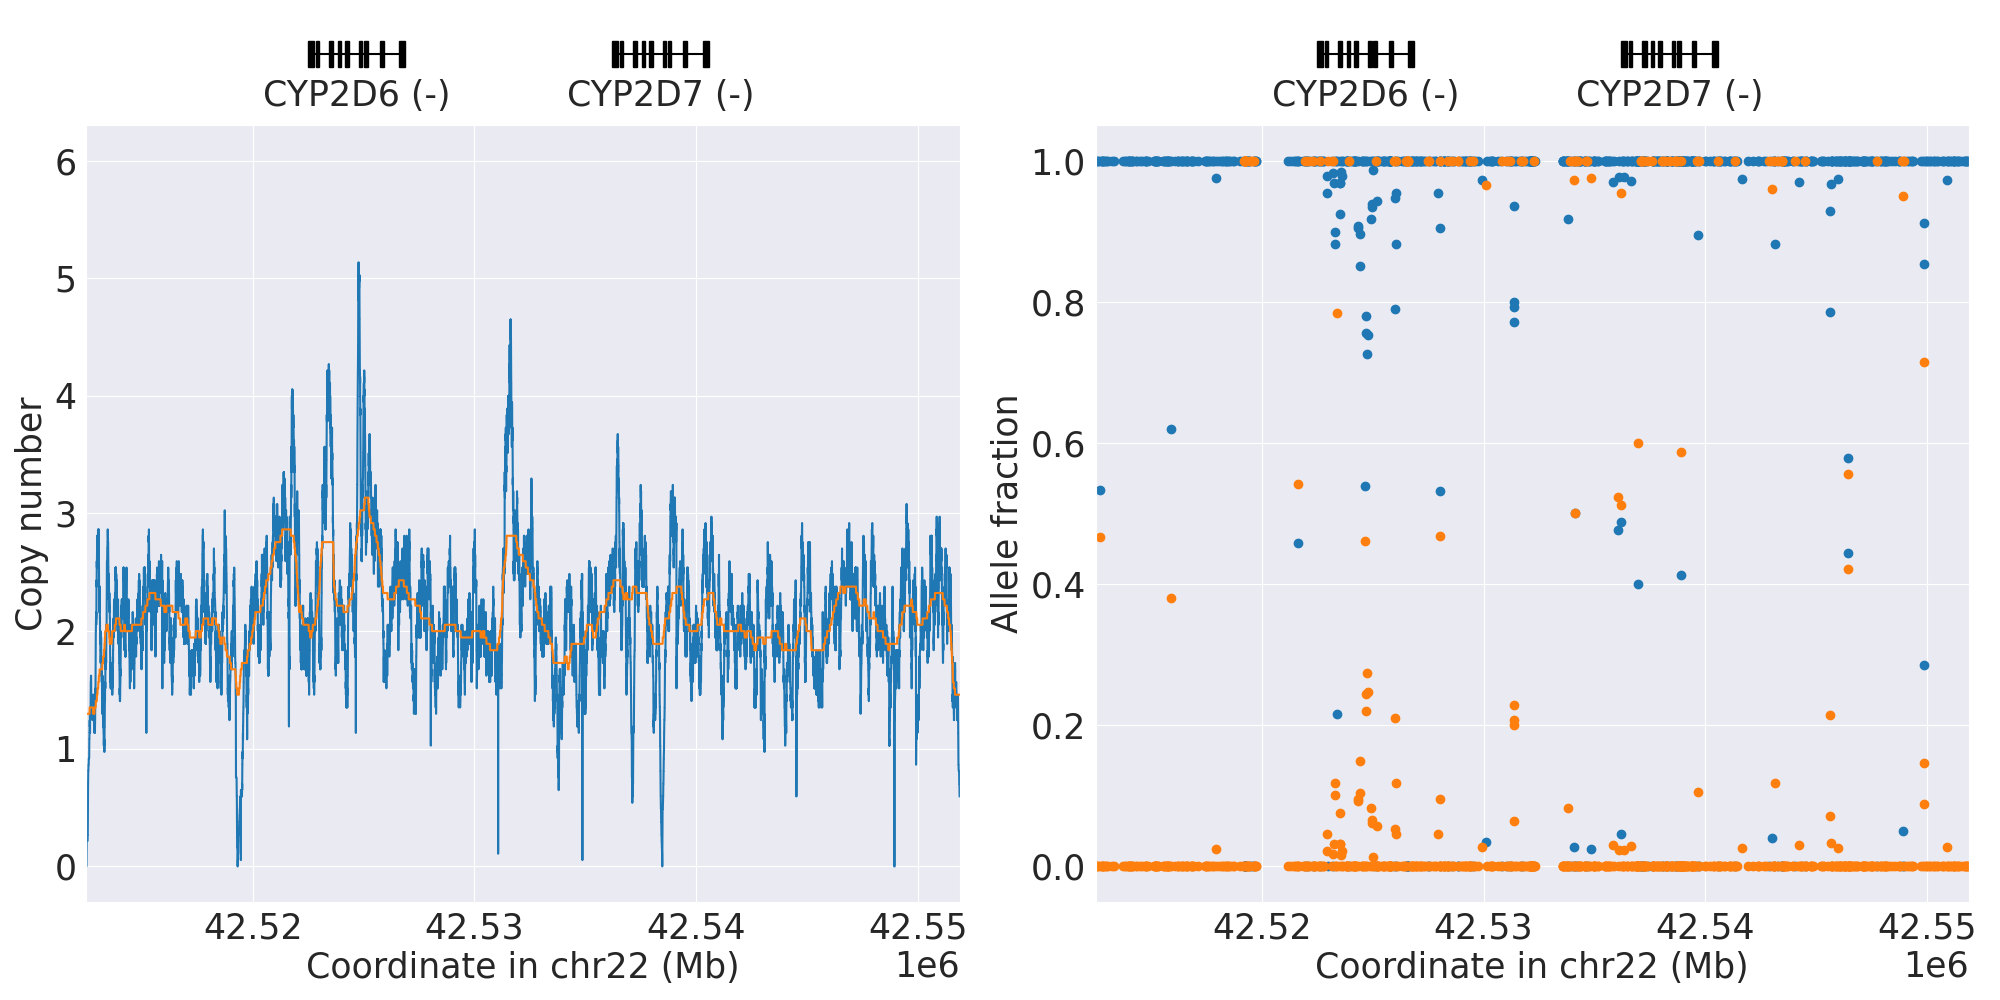 CYP2D6 (-)
CYP2D7 (-)
6
5
4
3
2
1
0
Copy number
42.52
42.53
42.54
42.55
Coordinate in chr22 (Mb)
1e6
CYP2D6 (-)
CYP2D7 (-)
1.0
0.8
0.6
0.4
0.2
0.0
Allele fraction
42.52
42.53
42.54
42.55
Coordinate in chr22 (Mb)
1e6